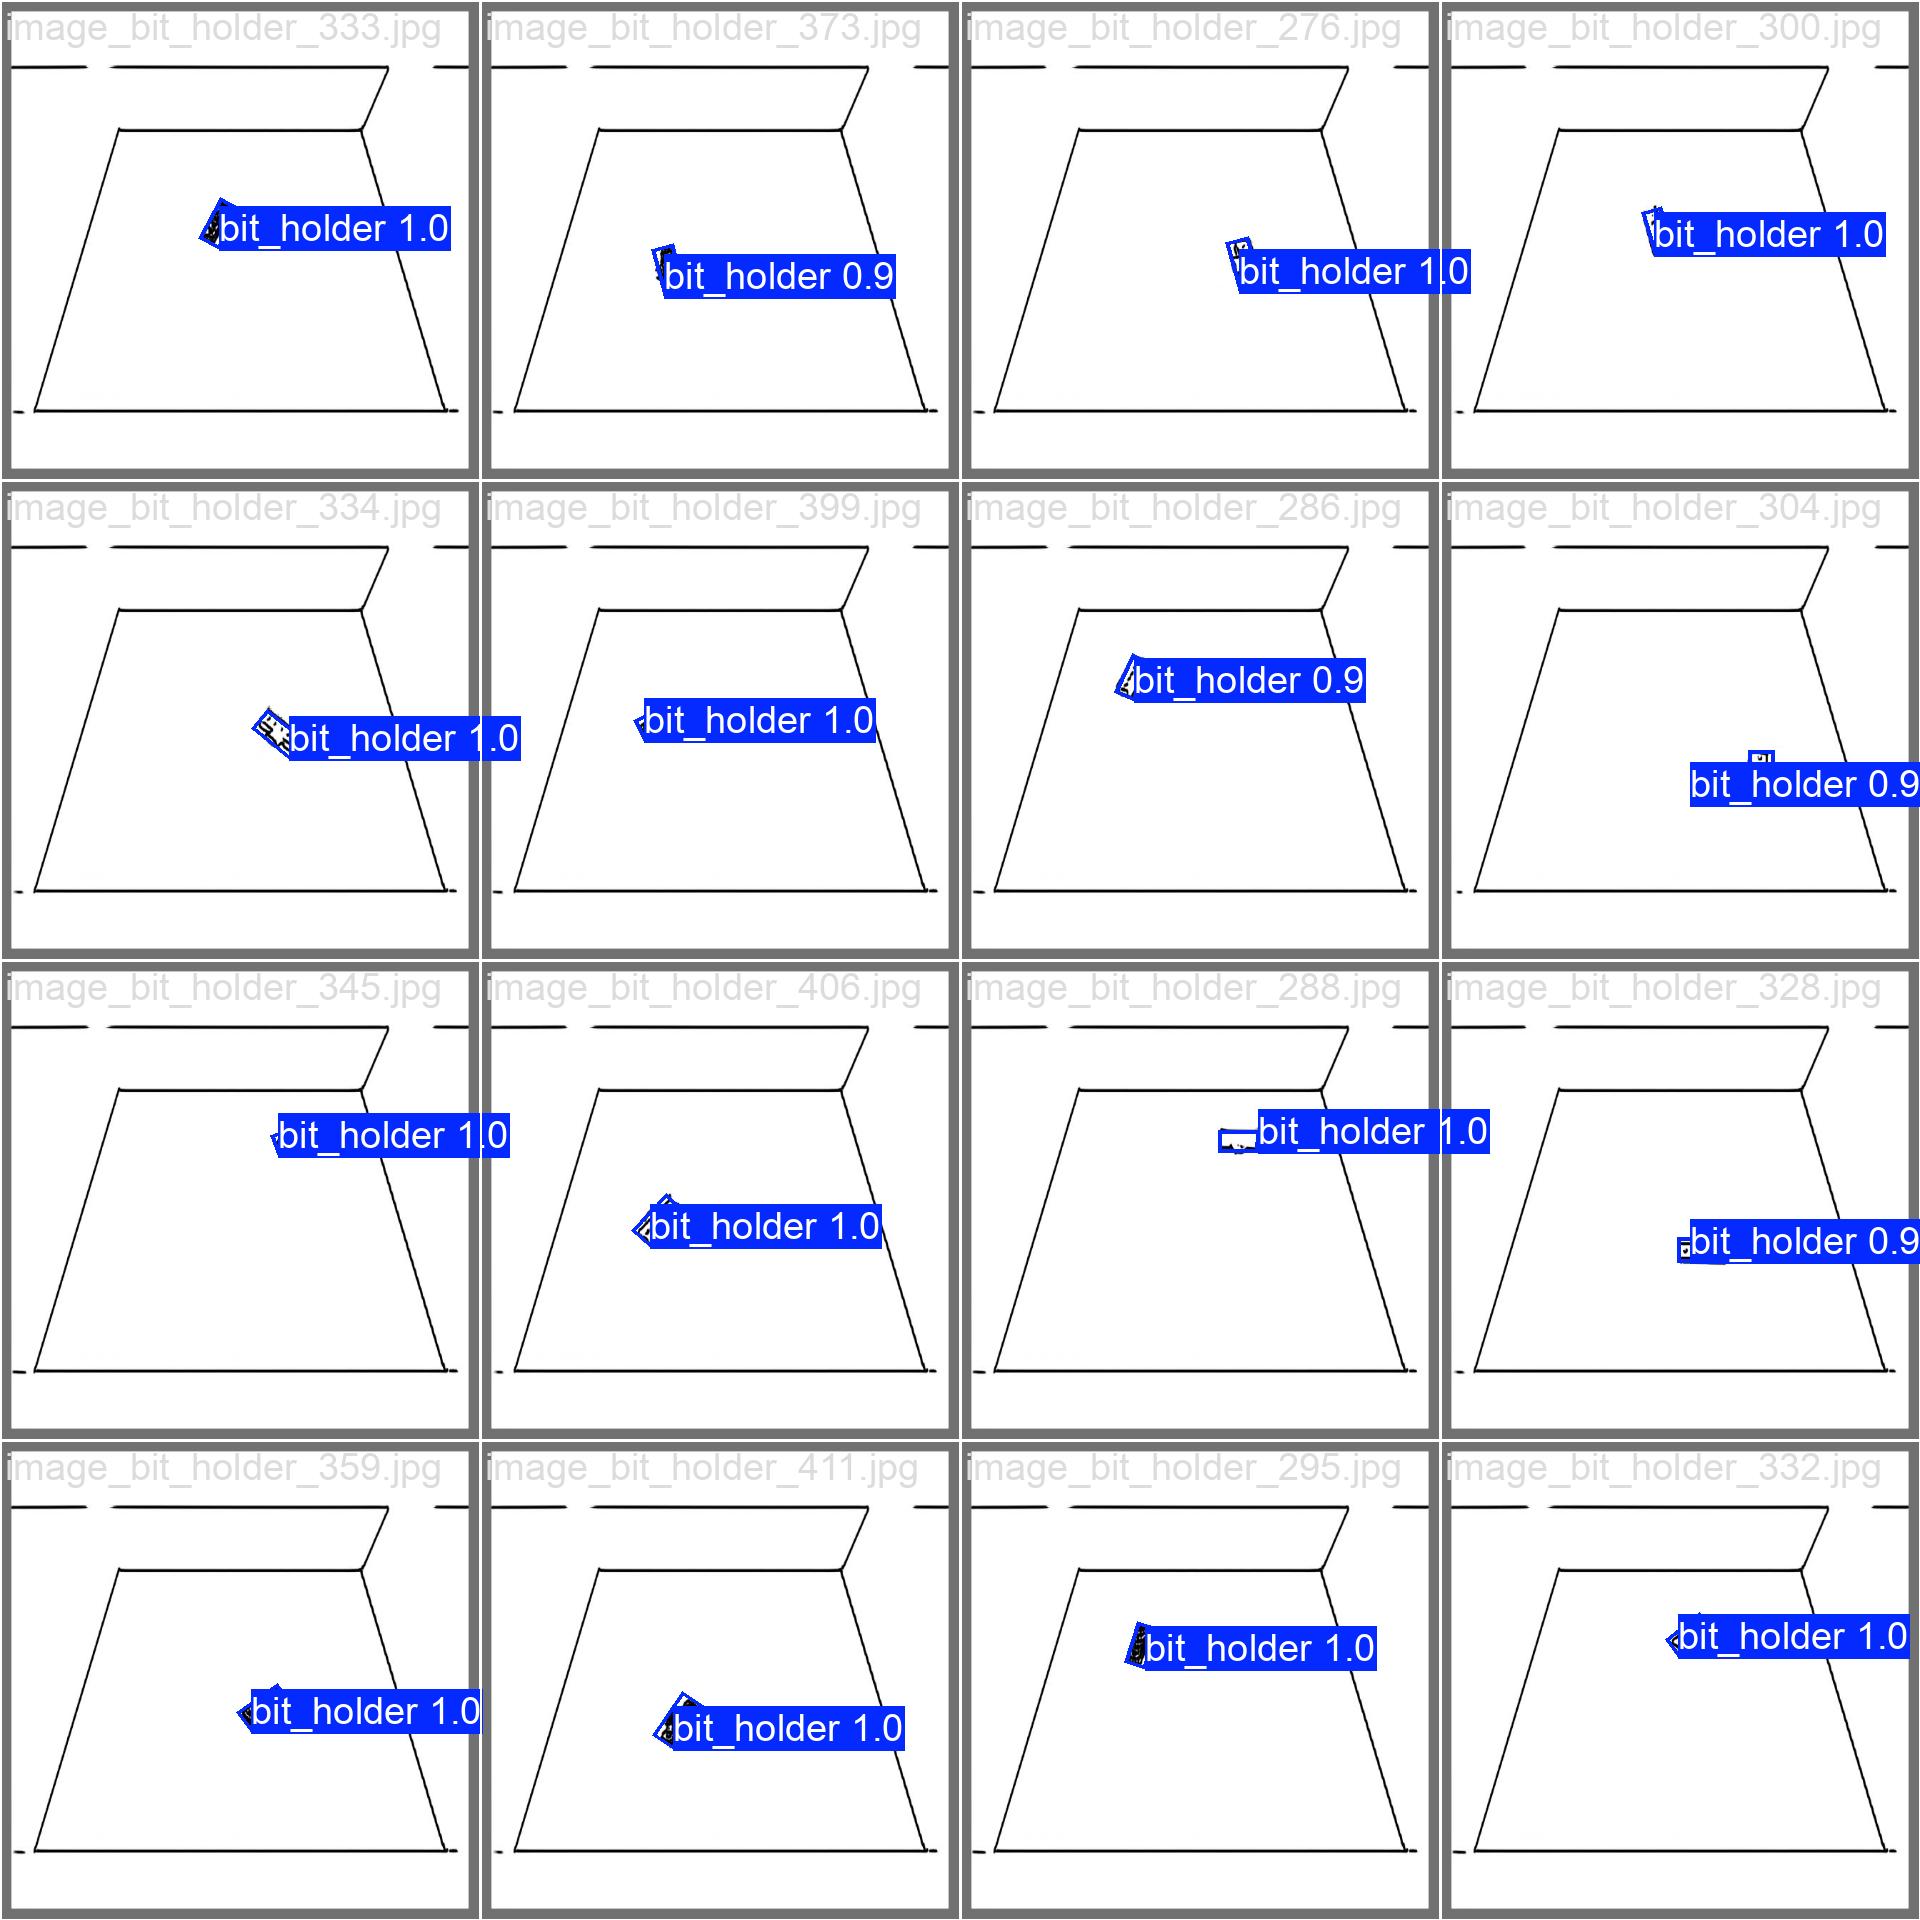 image_bit_holder_333.jpg
image_bit_holder_373.jpg
image_bit_holder_276.jpg
image_bit_holder_300.jpg
bit_holder 1.0
bit_holder 0.9
bit_holder 1.0
bit_holder 1.0
image_bit_holder_334.jpg
image_bit_holder_399.jpg
image_bit_holder_286.jpg
image_bit_holder_304.jpg
bit_holder 1.0
bit_holder 1.0
bit_holder 0.9
bit_holder 0.9
image_bit_holder_345.jpg
image_bit_holder_406.jpg
image_bit_holder_288.jpg
image_bit_holder_328.jpg
bit_holder 1.0
bit_holder 1.0
bit_holder 1.0
bit_holder 0.9
image_bit_holder_359.jpg
image_bit_holder_411.jpg
image_bit_holder_295.jpg
image_bit_holder_332.jpg
bit_holder 1.0
bit_holder 1.0
bit_holder 1.0
bit_holder 1.0